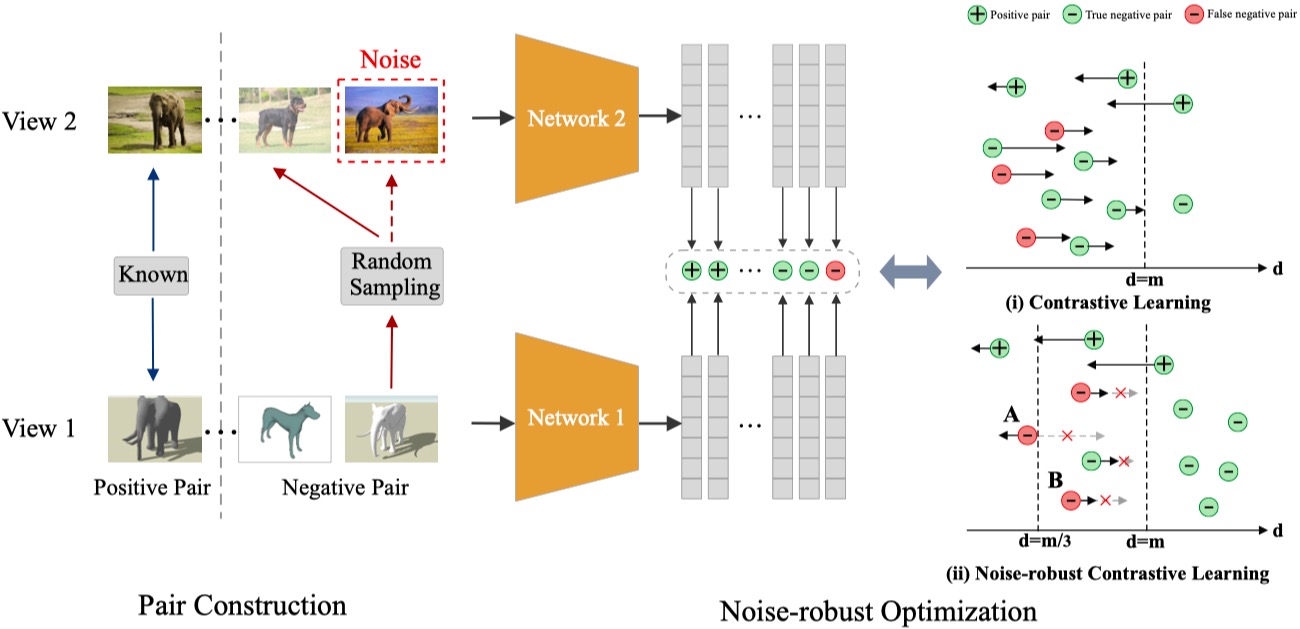 Positive pair
True negative pair
False negative pair
Noise
View 2
Network 2
Known
Random
Sampling
d=m
d
(i) Contrastive Learning
Network 1
View 1
A
B
Positive Pair
Negative Pair
d=m/3
d=m
d
(ii) Noise-robust Contrastive Learning
Pair Construction
Noise-robust Optimization